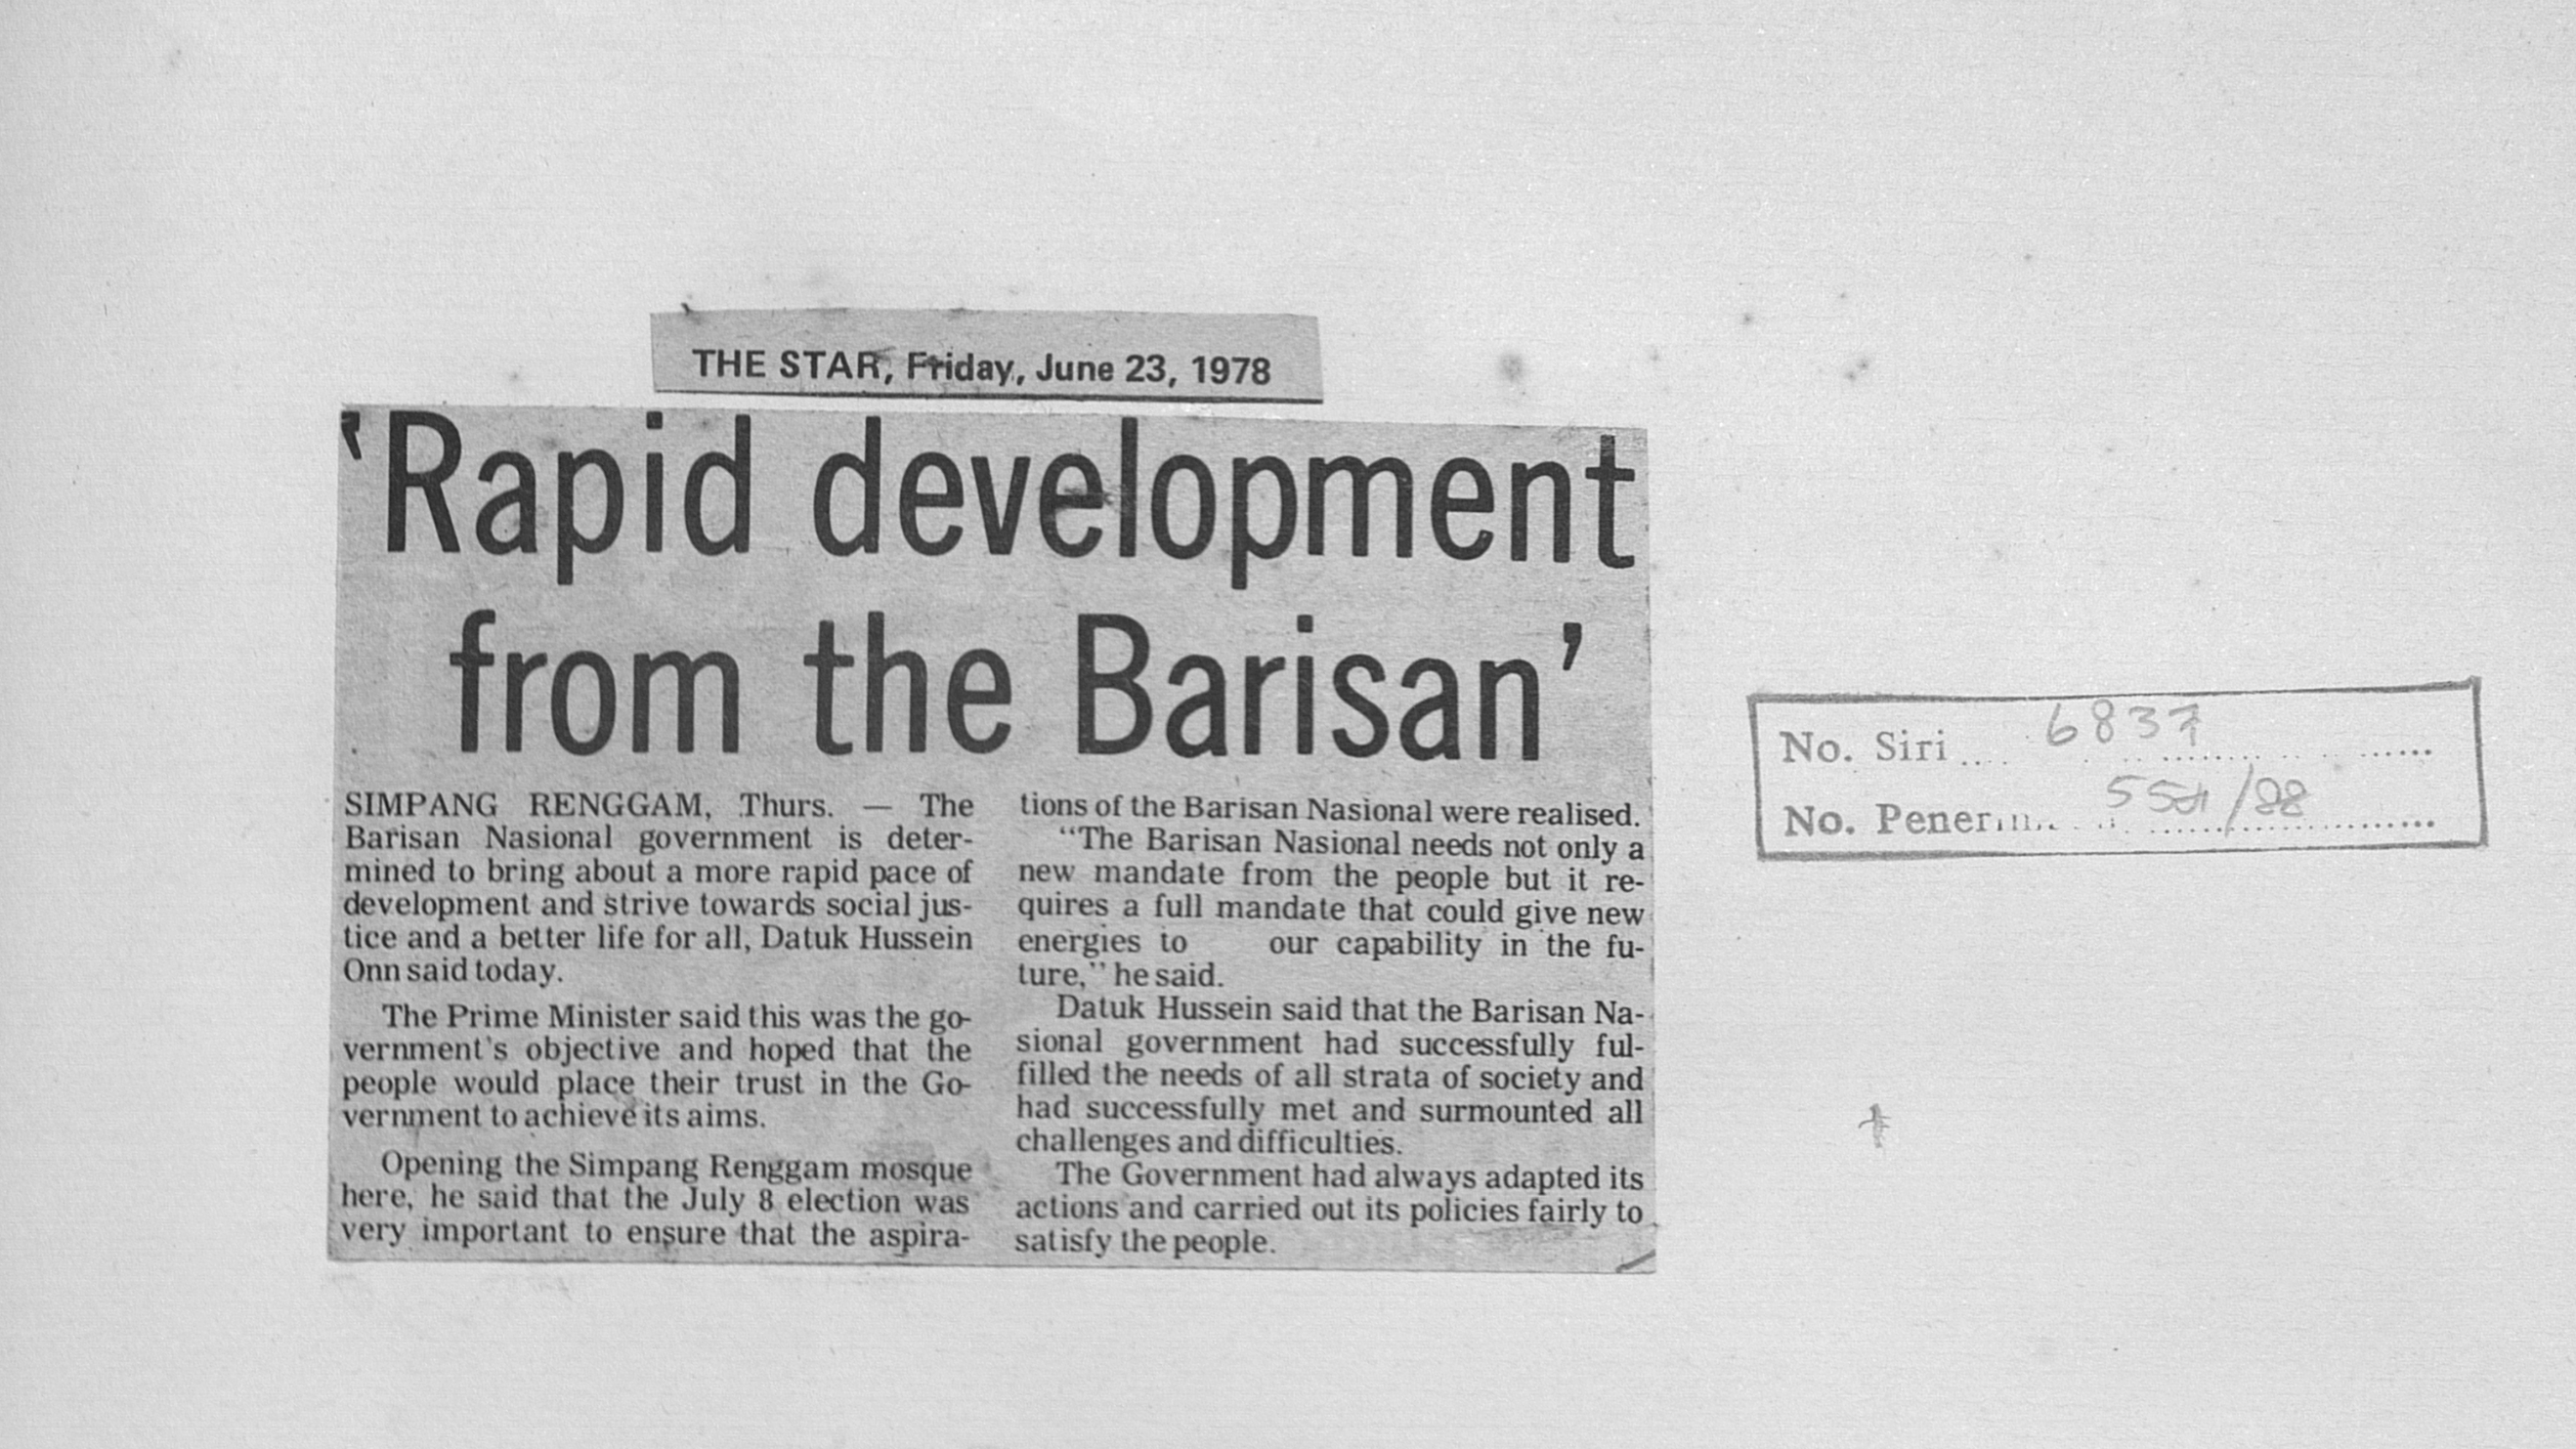 THE STAR, Friday, June 23, 1978
'Rapid development
from the Barisan'
SIMPANG RENGGAM, Thurs. — The
Barisan Nasional government is deter-
mined to bring about a more rapid pace of
development and strive towards social jus-
tice and a better life for all, Datuk Hussein
Onn said today.
The Prime Minister said this was the go-
vernment's objective and hoped that the
people would place their trust in the Go-
vernment to achieve its aims.
Opening the Simpang Renggam mosque
here, he said that the July 8 election was
very important to ensure that the aspira-
tions of the Barisan Nasional were realised.
"The Barisan Nasional needs not only a
new mandate from the people but it re-
quires a full mandate that could give new
energies to our capability in the fu-
ture," he said.
Datuk Hussein said that the Barisan Na-
sional government had successfully ful-
filled the needs of all strata of society and
had successfully met and surmounted all
challenges and difficulties.
The Government had always adapted its
actions and carried out its policies fairly to
satisfy the people.
No. Siri 6837
No.